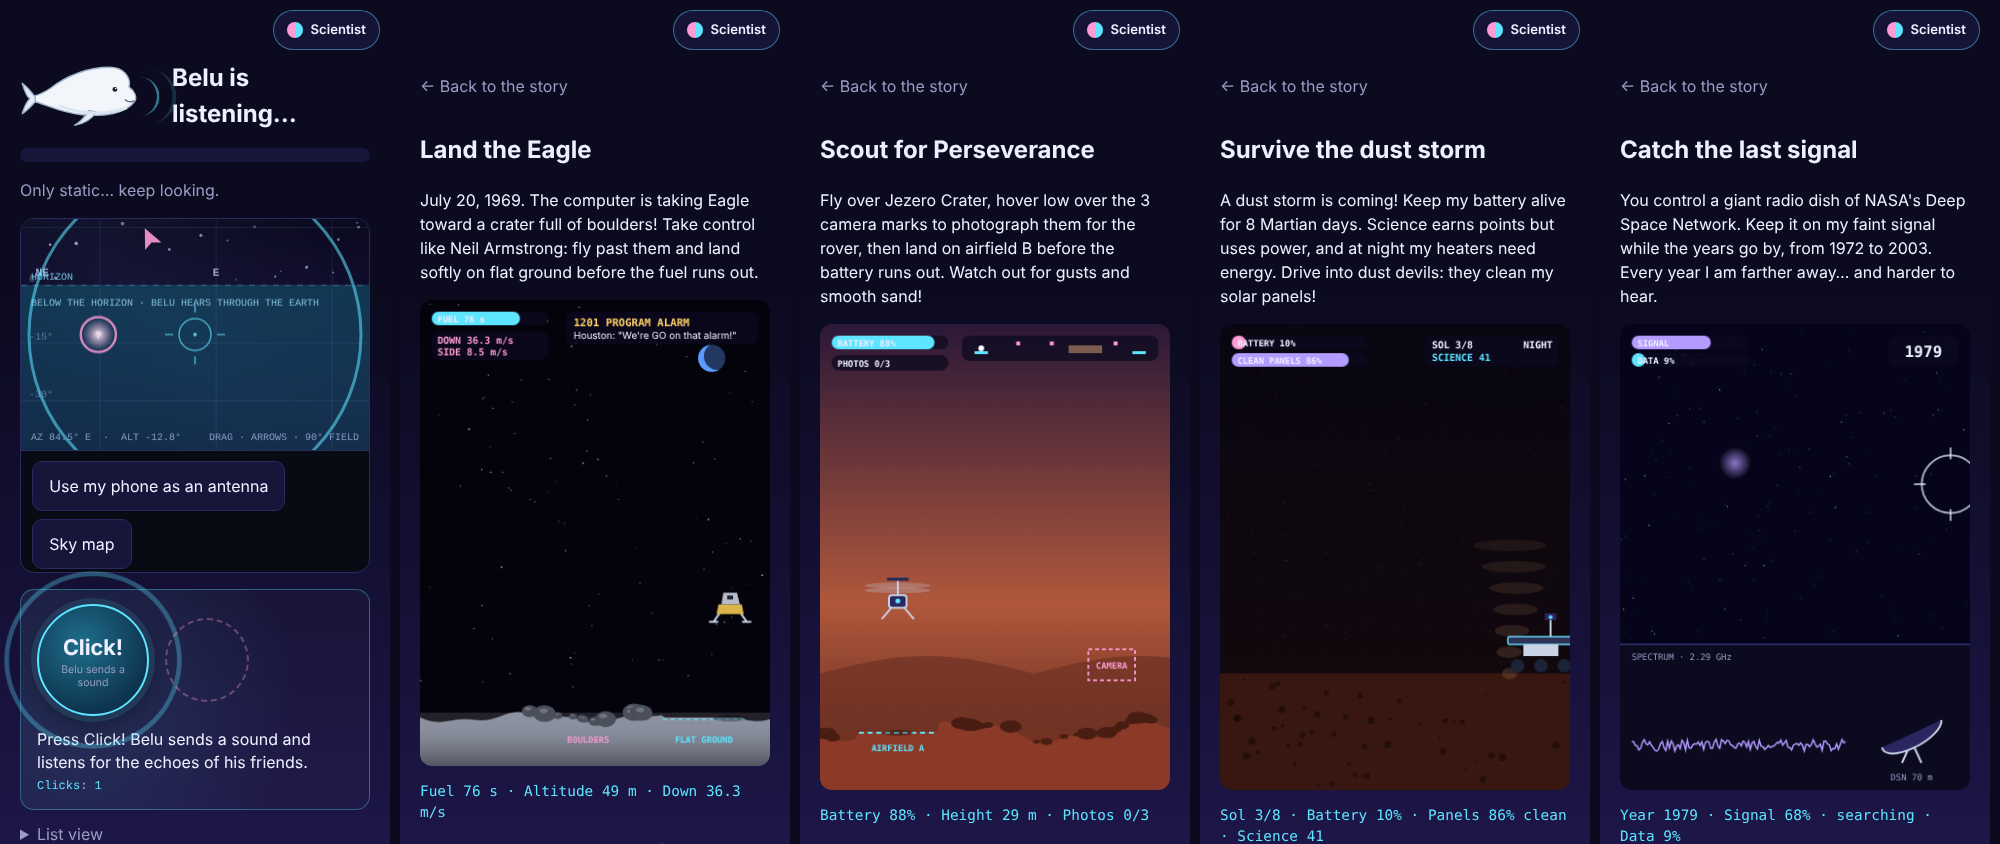 Scientist
Belu is
listening...
Only static... keep looking.
NE
HORIZON
E
BELOW THE HORIZON · BELU HEARS THROUGH THE EARTH
-15°
-30°
AZ 84.5° E · ALT -12.8°
DRAG · ARROWS · 90° FIELD
Use my phone as an antenna
Sky map
Click!
Belu sends a
sound
Press Click! Belu sends a sound and
listens for the echoes of his friends.
Clicks: 1
▶ List view
Scientist
← Back to the story
Land the Eagle
July 20, 1969. The computer is taking Eagle
toward a crater full of boulders! Take control
like Neil Armstrong: fly past them and land
softly on flat ground before the fuel runs out.
FUEL 76 s
DOWN 36.3 m/s
SIDE 8.5 m/s
1201 PROGRAM ALARM
Houston: "We're GO on that alarm!"
BOULDERS
FLAT GROUND
Fuel 76 s · Altitude 49 m · Down 36.3
m/s
Scientist
← Back to the story
Scout for Perseverance
Fly over Jezero Crater, hover low over the 3
camera marks to photograph them for the
rover, then land on airfield B before the
battery runs out. Watch out for gusts and
smooth sand!
BATTERY 88%
PHOTOS 0/3
CAMERA
AIRFIELD A
Battery 88% · Height 29 m · Photos 0/3
Scientist
← Back to the story
Survive the dust storm
A dust storm is coming! Keep my battery alive
for 8 Martian days. Science earns points but
uses power, and at night my heaters need
energy. Drive into dust devils: they clean my
solar panels!
BATTERY 10%
CLEAN PANELS 86%
SOL 3/8
NIGHT
SCIENCE 41
Sol 3/8 · Battery 10% · Panels 86% clean
· Science 41
Scientist
← Back to the story
Catch the last signal
You control a giant radio dish of NASA's Deep
Space Network. Keep it on my faint signal
while the years go by, from 1972 to 2003.
Every year I am farther away... and harder to
hear.
SIGNAL
DATA 9%
1979
SPECTRUM · 2.29 GHz
DSN 70 m
Year 1979 · Signal 68% · searching ·
Data 9%